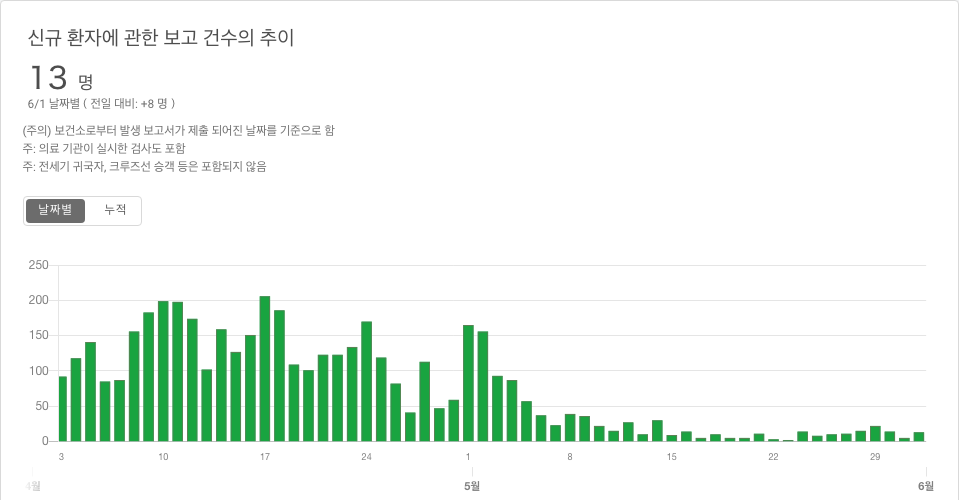 신규 환자에 관한 보고 건수의 추이
13 명
6/1 날짜별 ( 전일 대비: +8 명 )
(주의) 보건소로부터 발생 보고서가 제출 되어진 날짜를 기준으로 함
주: 의료 기관이 실시한 검사도 포함
주: 전세기 귀국자, 크루즈선 승객 등은 포함되지 않음
날짜별 누적
250
200
150
100
50
0
3 10 17 24 1 8 15 22 29
4월 5월 6월